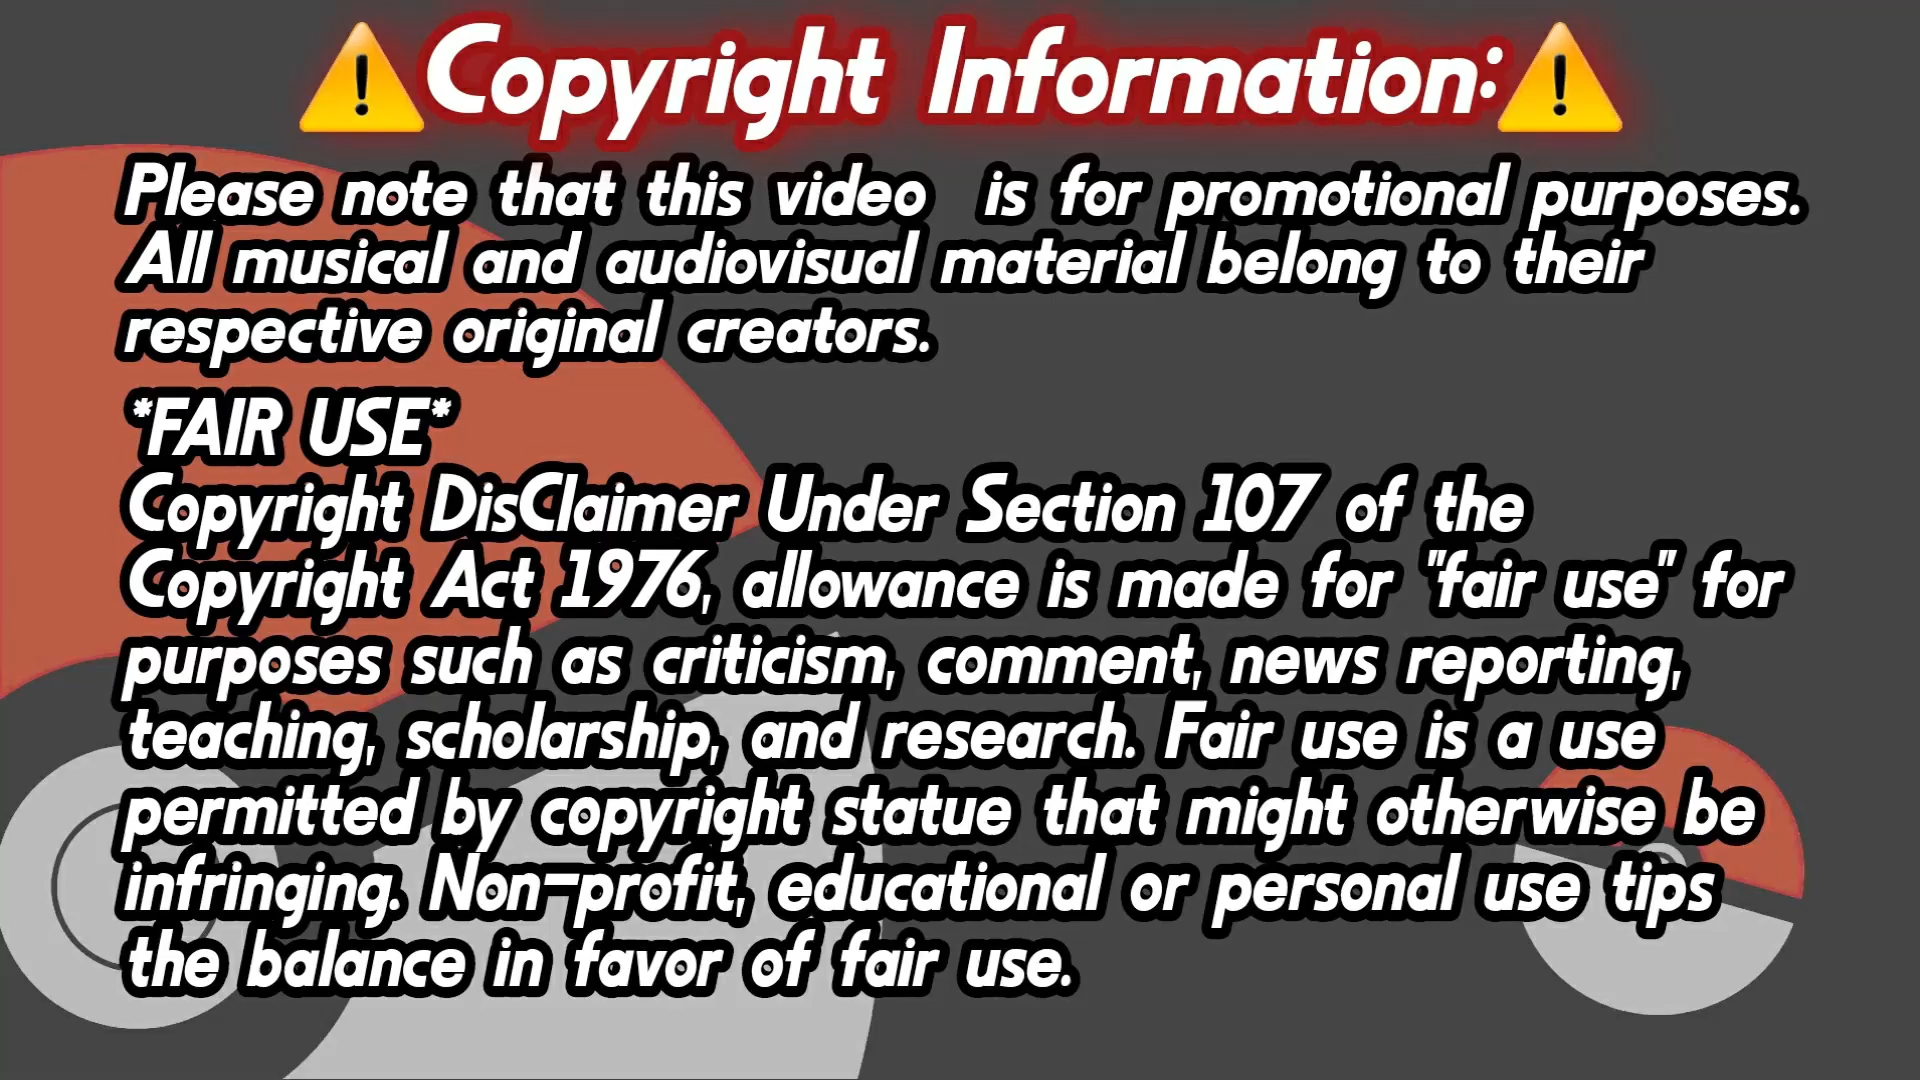 ⚠️Copyright Information:⚠️
Please note that this video is for promotional purposes.
All musical and audiovisual material belong to their
respective original creators.
*FAIR USE*
Copyright DisClaimer Under Section 107 of the
Copyright Act 1976, allowance is made for "fair use" for
purposes such as criticism, comment, news reporting,
teaching, scholarship, and research. Fair use is a use
permitted by copyright statue that might otherwise be
infringing. Non-profit, educational or personal use tips
the balance in favor of fair use.